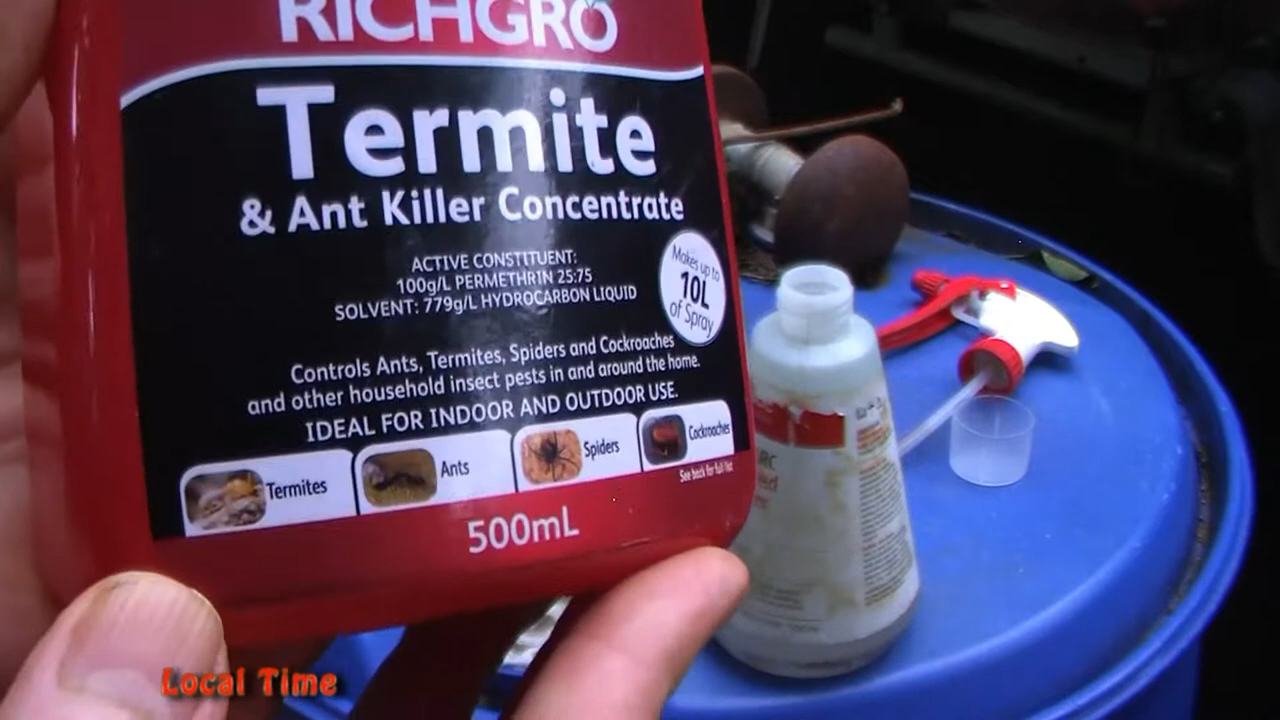 RICHGRO
Termite
& Ant Killer Concentrate
ACTIVE CONSTITUENT:
100g/L PERMETHRIN 25:75
SOLVENT: 779g/L HYDROCARBON LIQUID
Makes up to
10L
of Spray
Controls Ants, Termites, Spiders and Cockroaches
and other household insect pests in and around the home.
IDEAL FOR INDOOR AND OUTDOOR USE.
Termites
Ants
Spiders
Cockroaches
See back for full list
500mL
Local Time